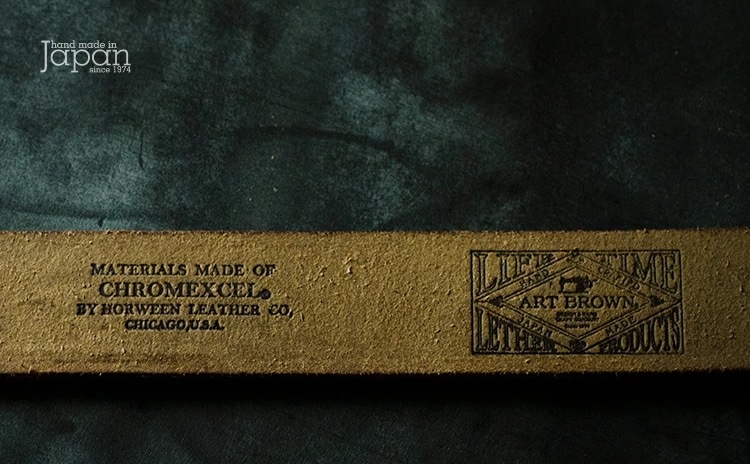 hand made in
Japan
since 1974
MATERIALS MADE OF
CHROMEXCEL®
BY HORWEEN LEATHER CO,
CHICAGO,U.S.A.
LIFE TIME
HAND CRAFTED
ART BROWN.
JAPAN MADE
LETHER PRODUCTS